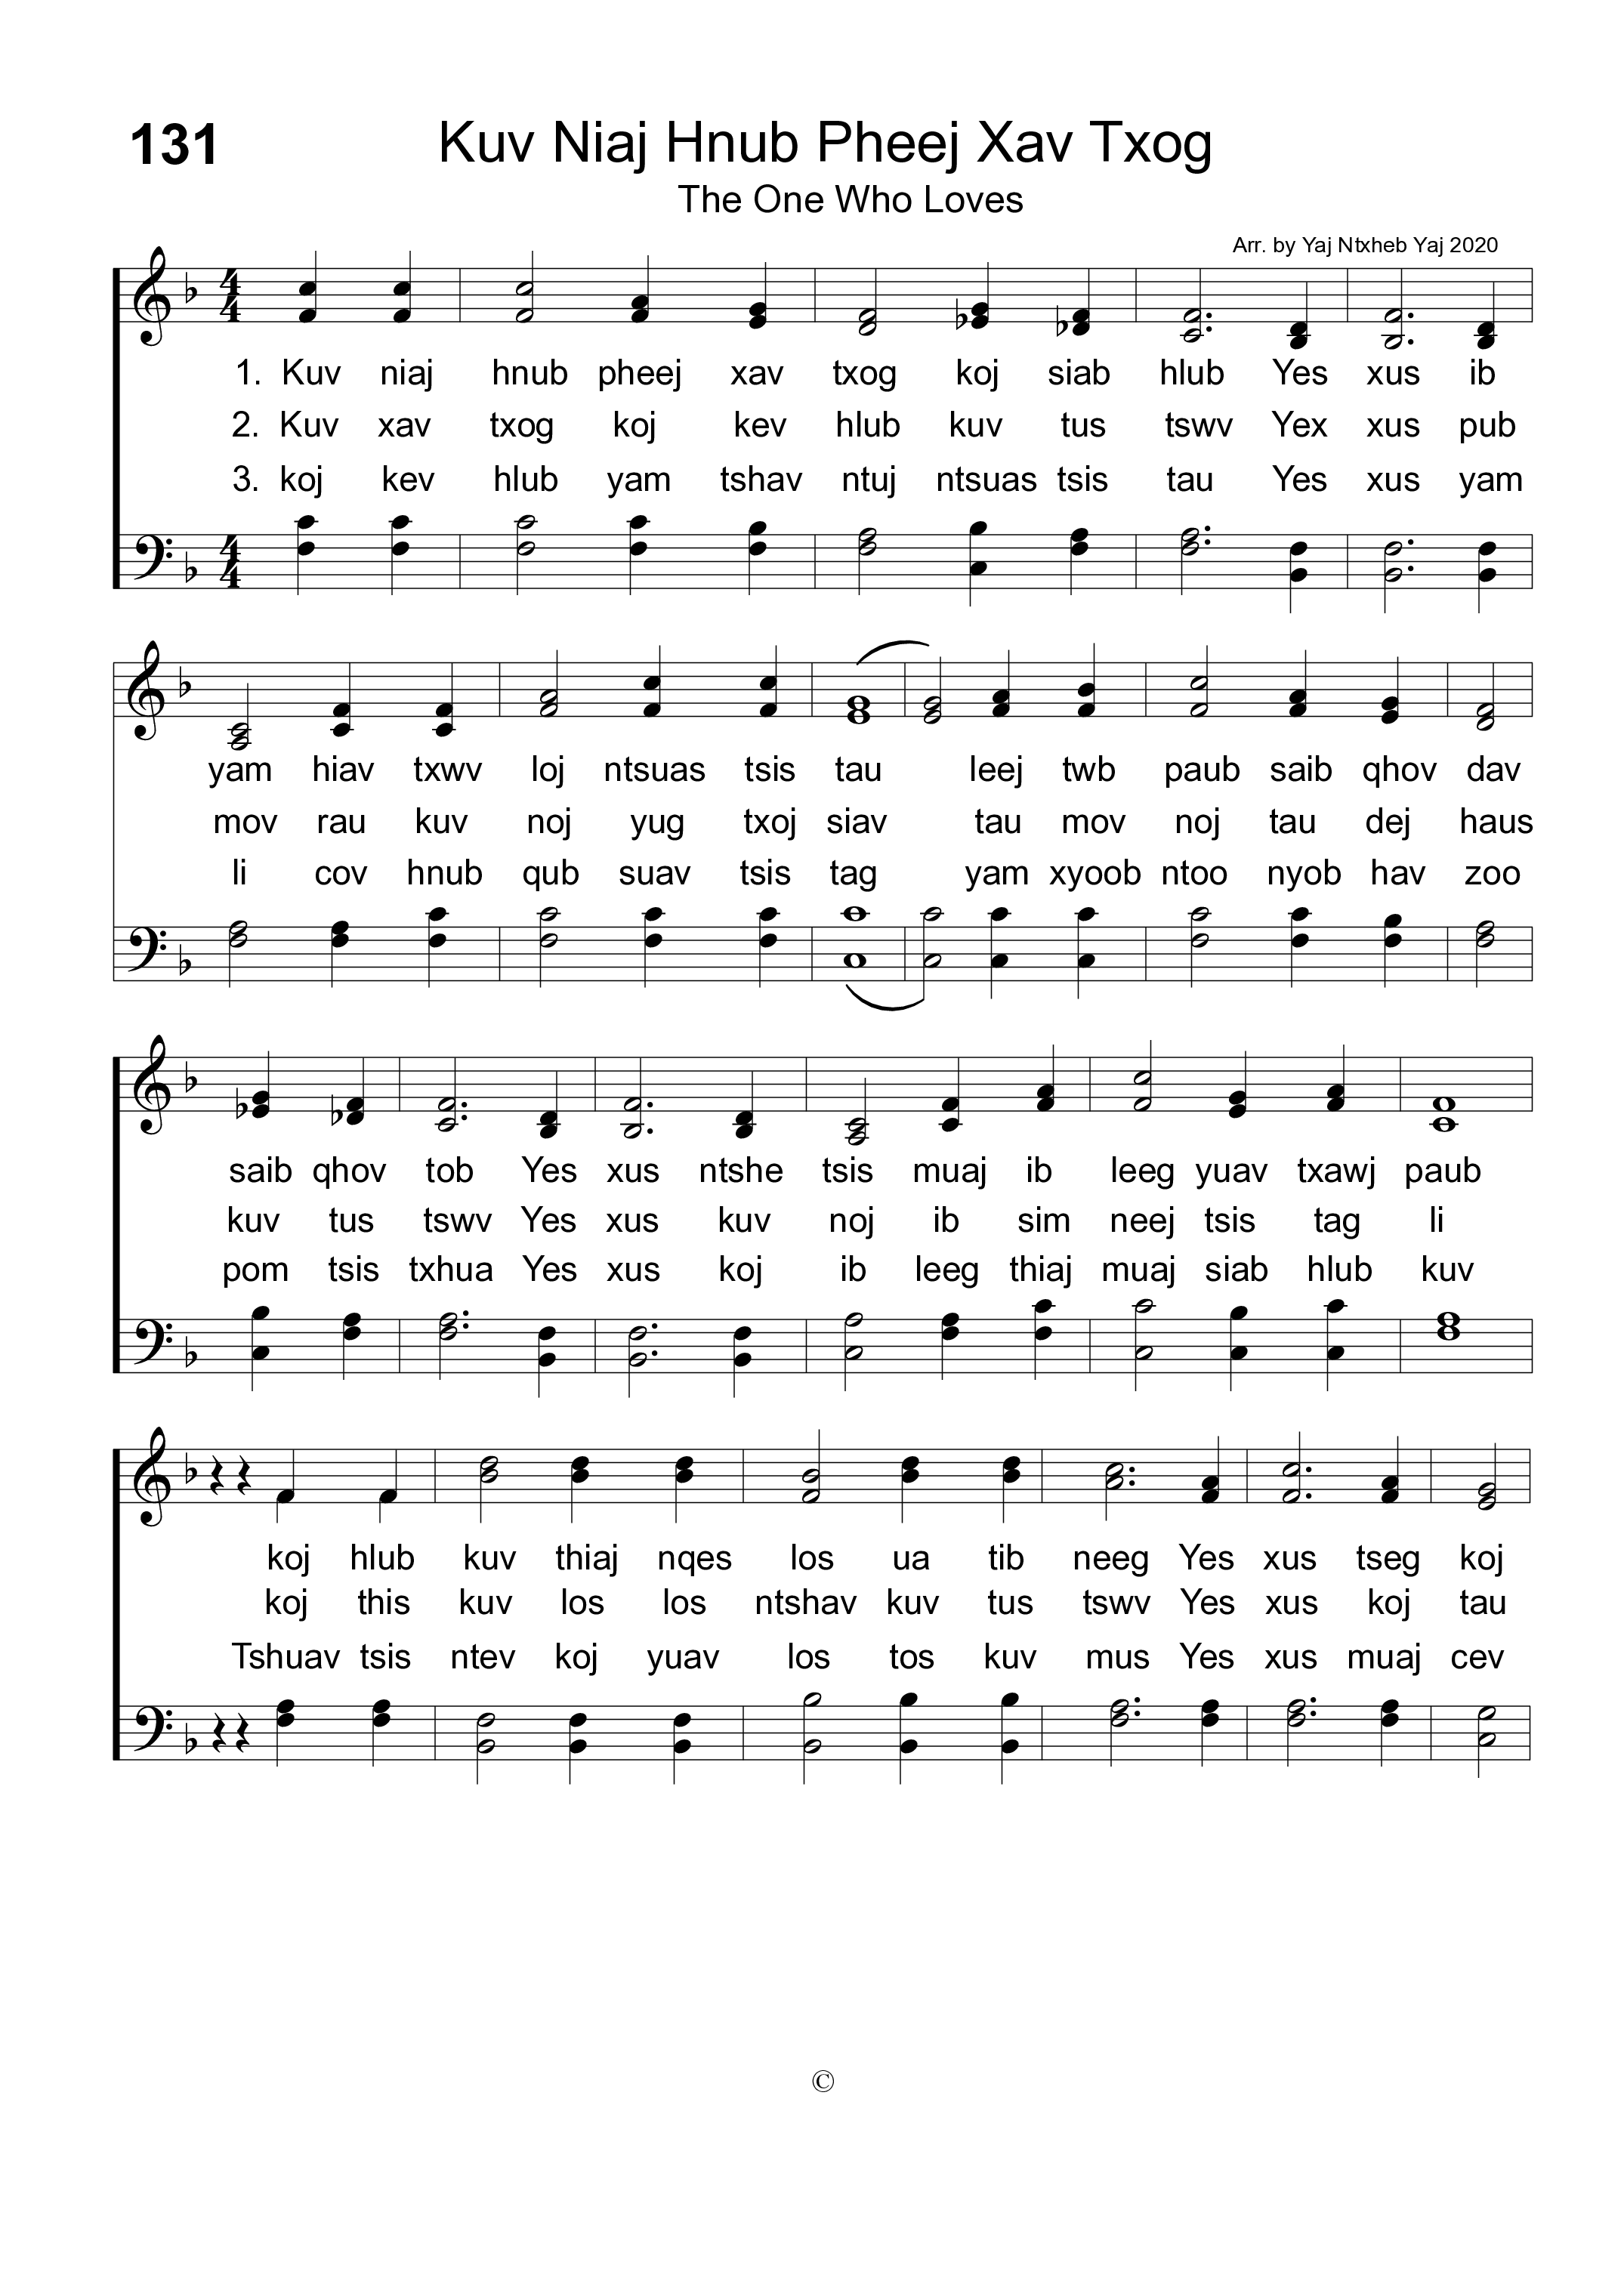 131
Kuv Niaj Hnub Pheej Xav Txog
The One Who Loves
Arr. by Yaj Ntxheb Yaj 2020
4 4
1. Kuv niaj hnub pheej xav txog koj siab hlub Yes xus ib
2. Kuv xav txog koj kev hlub kuv tus tswv Yex xus pub
3. koj kev hlub yam tshav ntuj ntsuas tsis tau Yes xus yam
4 4
yam hiav txwv loj ntsuas tsis tau leej twb paub saib qhov dav
mov rau kuv noj yug txoj siav tau mov noj tau dej haus
li cov hnub qub suav tsis tag yam xyoob ntoo nyob hav zoo
saib qhov tob Yes xus ntshe tsis muaj ib leeg yuav txawj paub
kuv tus tswv Yes xus kuv noj ib sim neej tsis tag li
pom tsis txhua Yes xus koj ib leeg thiaj muaj siab hlub kuv
koj hlub kuv thiaj nqes los ua tib neeg Yes xus tseg koj
koj this kuv los los ntshav kuv tus tswv Yes xus koj tau
Tshuav tsis ntev koj yuav los tos kuv mus Yes xus muaj cev
©